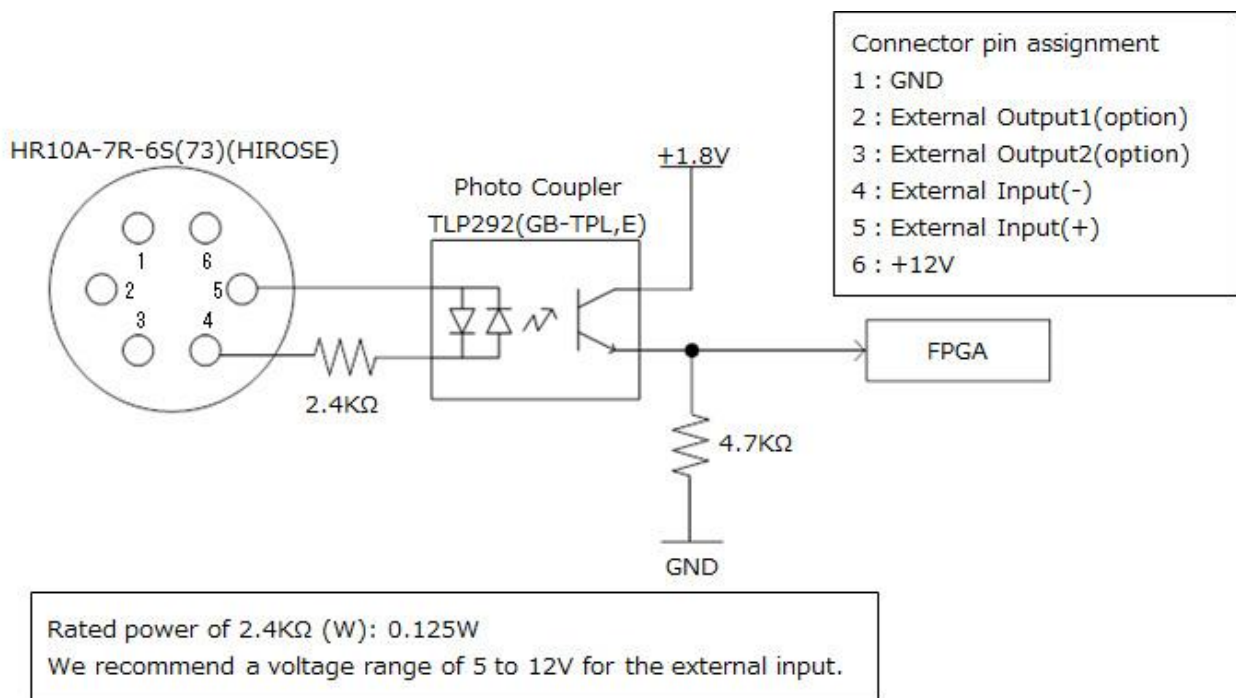 Connector pin assignment
1 : GND
2 : External Output1(option)
3 : External Output2(option)
4 : External Input(-)
5 : External Input(+)
6 : +12V
HR10A-7R-6S(73)(HIROSE)
+1.8V
Photo Coupler
TLP292(GB-TPL,E)
1
6
2
5
3
4
2.4KΩ
FPGA
4.7KΩ
GND
Rated power of 2.4KΩ (W): 0.125W
We recommend a voltage range of 5 to 12V for the external input.